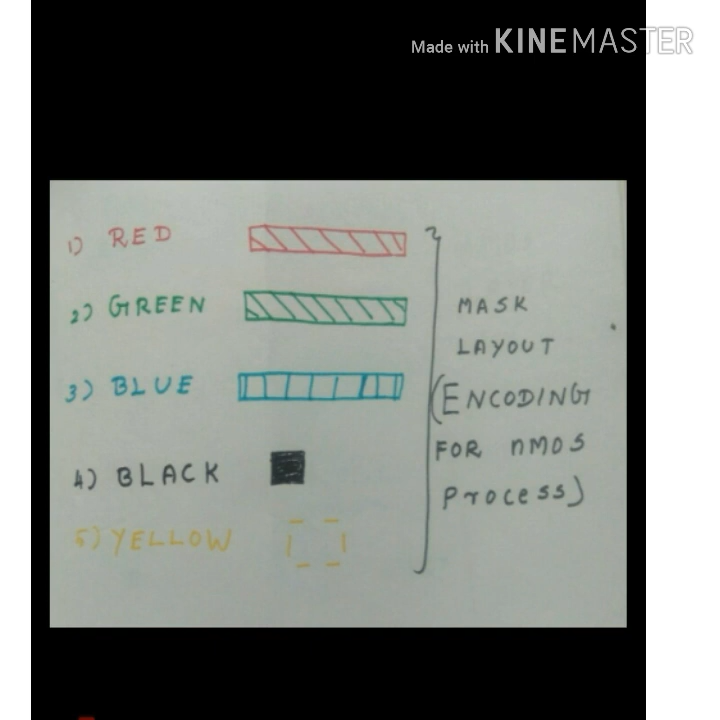 Made with KINEMASTER
1) RED
2) GREEN
3) BLUE
4) BLACK
5) YELLOW
MASK
LAYOUT
(ENCODING
FOR nMOS
Process)